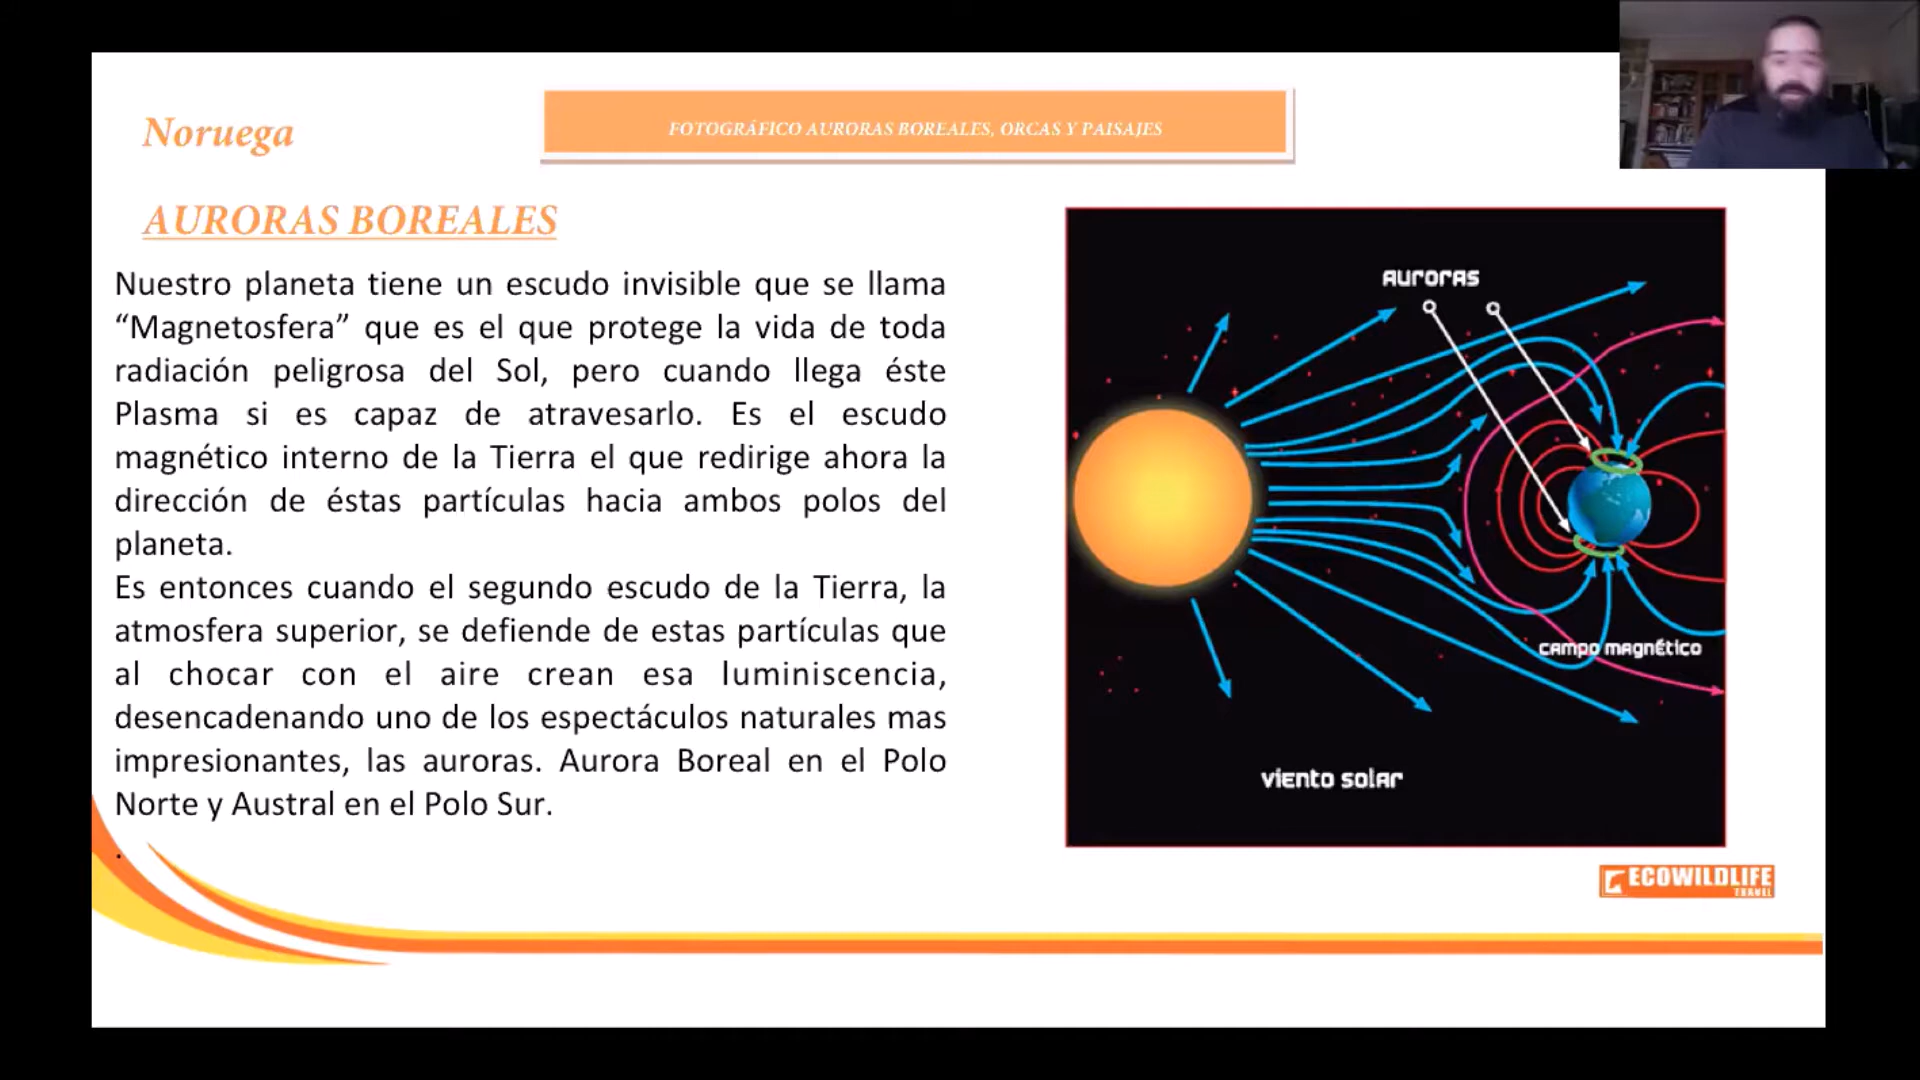 Noruega
FOTOGRÁFICO AURORAS BOREALES, ORCAS Y PAISAJES
AURORAS BOREALES
Nuestro planeta tiene un escudo invisible que se llama
“Magnetosfera” que es el que protege la vida de toda
radiación peligrosa del Sol, pero cuando llega éste
Plasma si es capaz de atravesarlo. Es el escudo
magnético interno de la Tierra el que redirige ahora la
dirección de éstas partículas hacia ambos polos del
planeta.
Es entonces cuando el segundo escudo de la Tierra, la
atmosfera superior, se defiende de estas partículas que
al chocar con el aire crean esa luminiscencia,
desencadenando uno de los espectáculos naturales mas
impresionantes, las auroras. Aurora Boreal en el Polo
Norte y Austral en el Polo Sur.
.
AUrorAS
cAmpo mAgnético
viento solAr
ECOWILDLIFE
TRAVEL